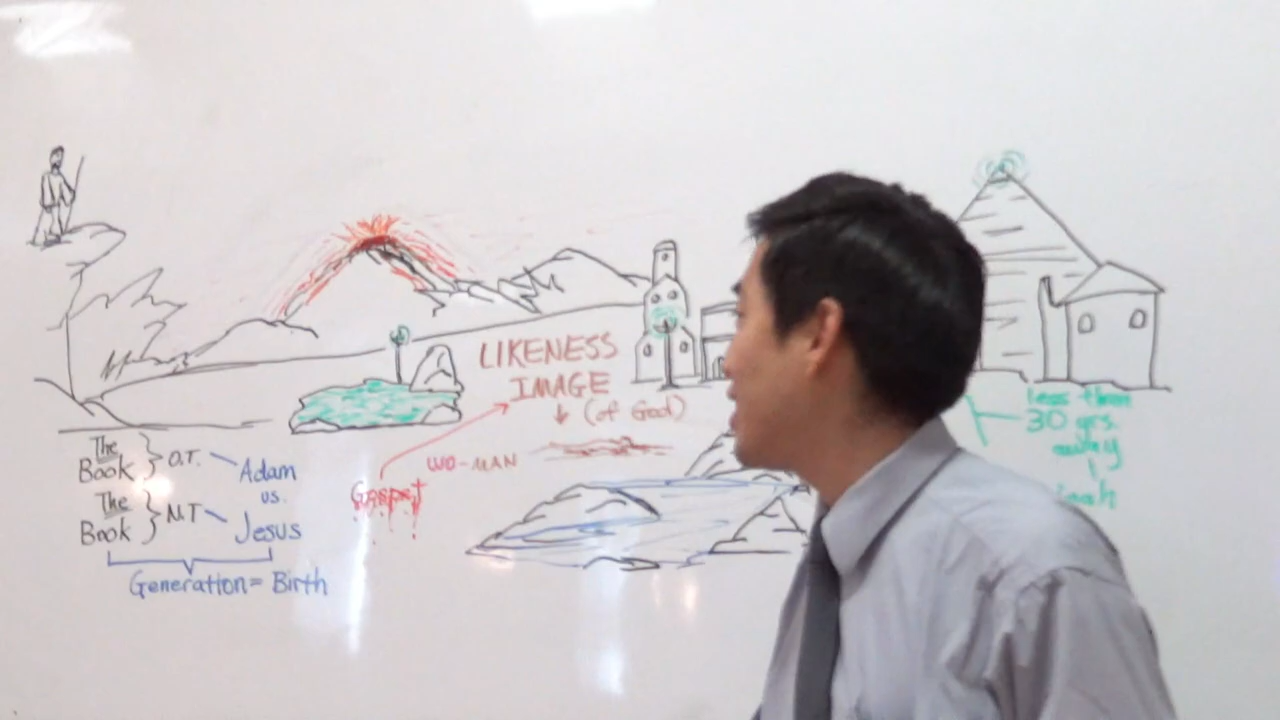 The
Book
The
Book
O.T.
N.T
Adam
vs.
Jesus
Generation = Birth
LIKENESS
IMAGE
(of God)
WO-MAN
less than
30 yrs.
away